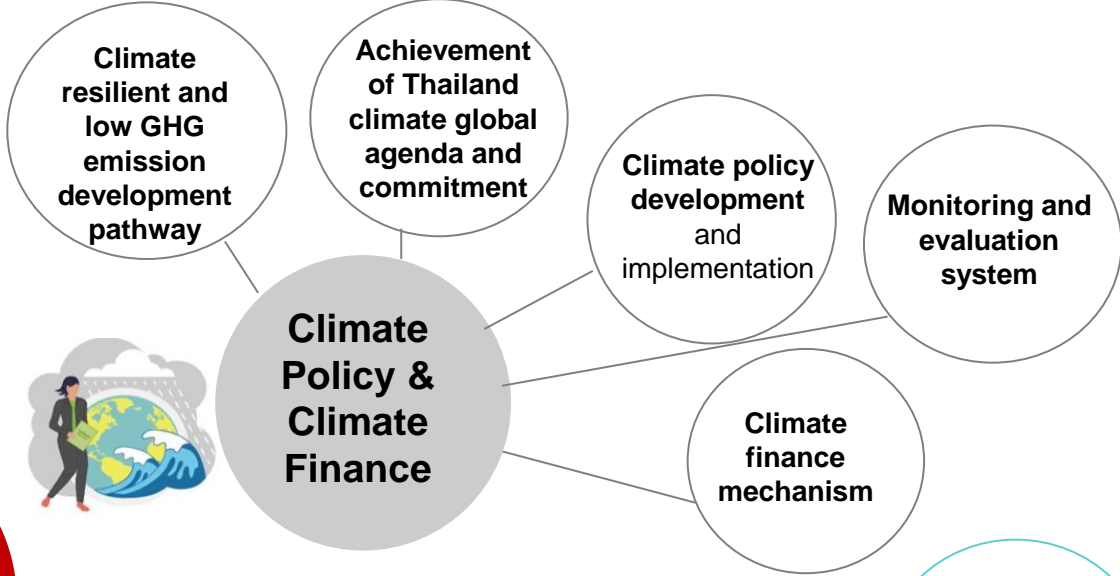 Climate
resilient and
low GHG
emission
development
pathway
Achievement
of Thailand
climate global
agenda and
commitment
Climate policy
development
and
implementation
Monitoring and
evaluation
system
Climate
Policy &
Climate
Finance
Climate
finance
mechanism